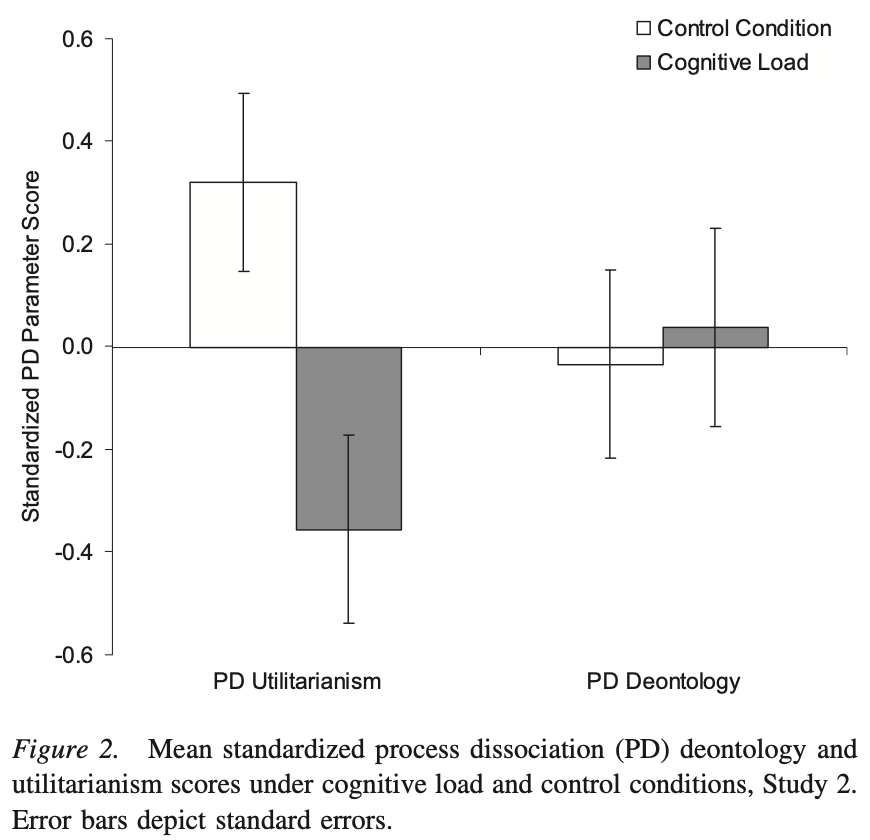 Control Condition
Cognitive Load
0.6
0.4
0.2
0.0
-0.2
-0.4
-0.6
Standardized PD Parameter Score
PD Utilitarianism
PD Deontology
Figure 2. Mean standardized process dissociation (PD) deontology and
utilitarianism scores under cognitive load and control conditions, Study 2.
Error bars depict standard errors.